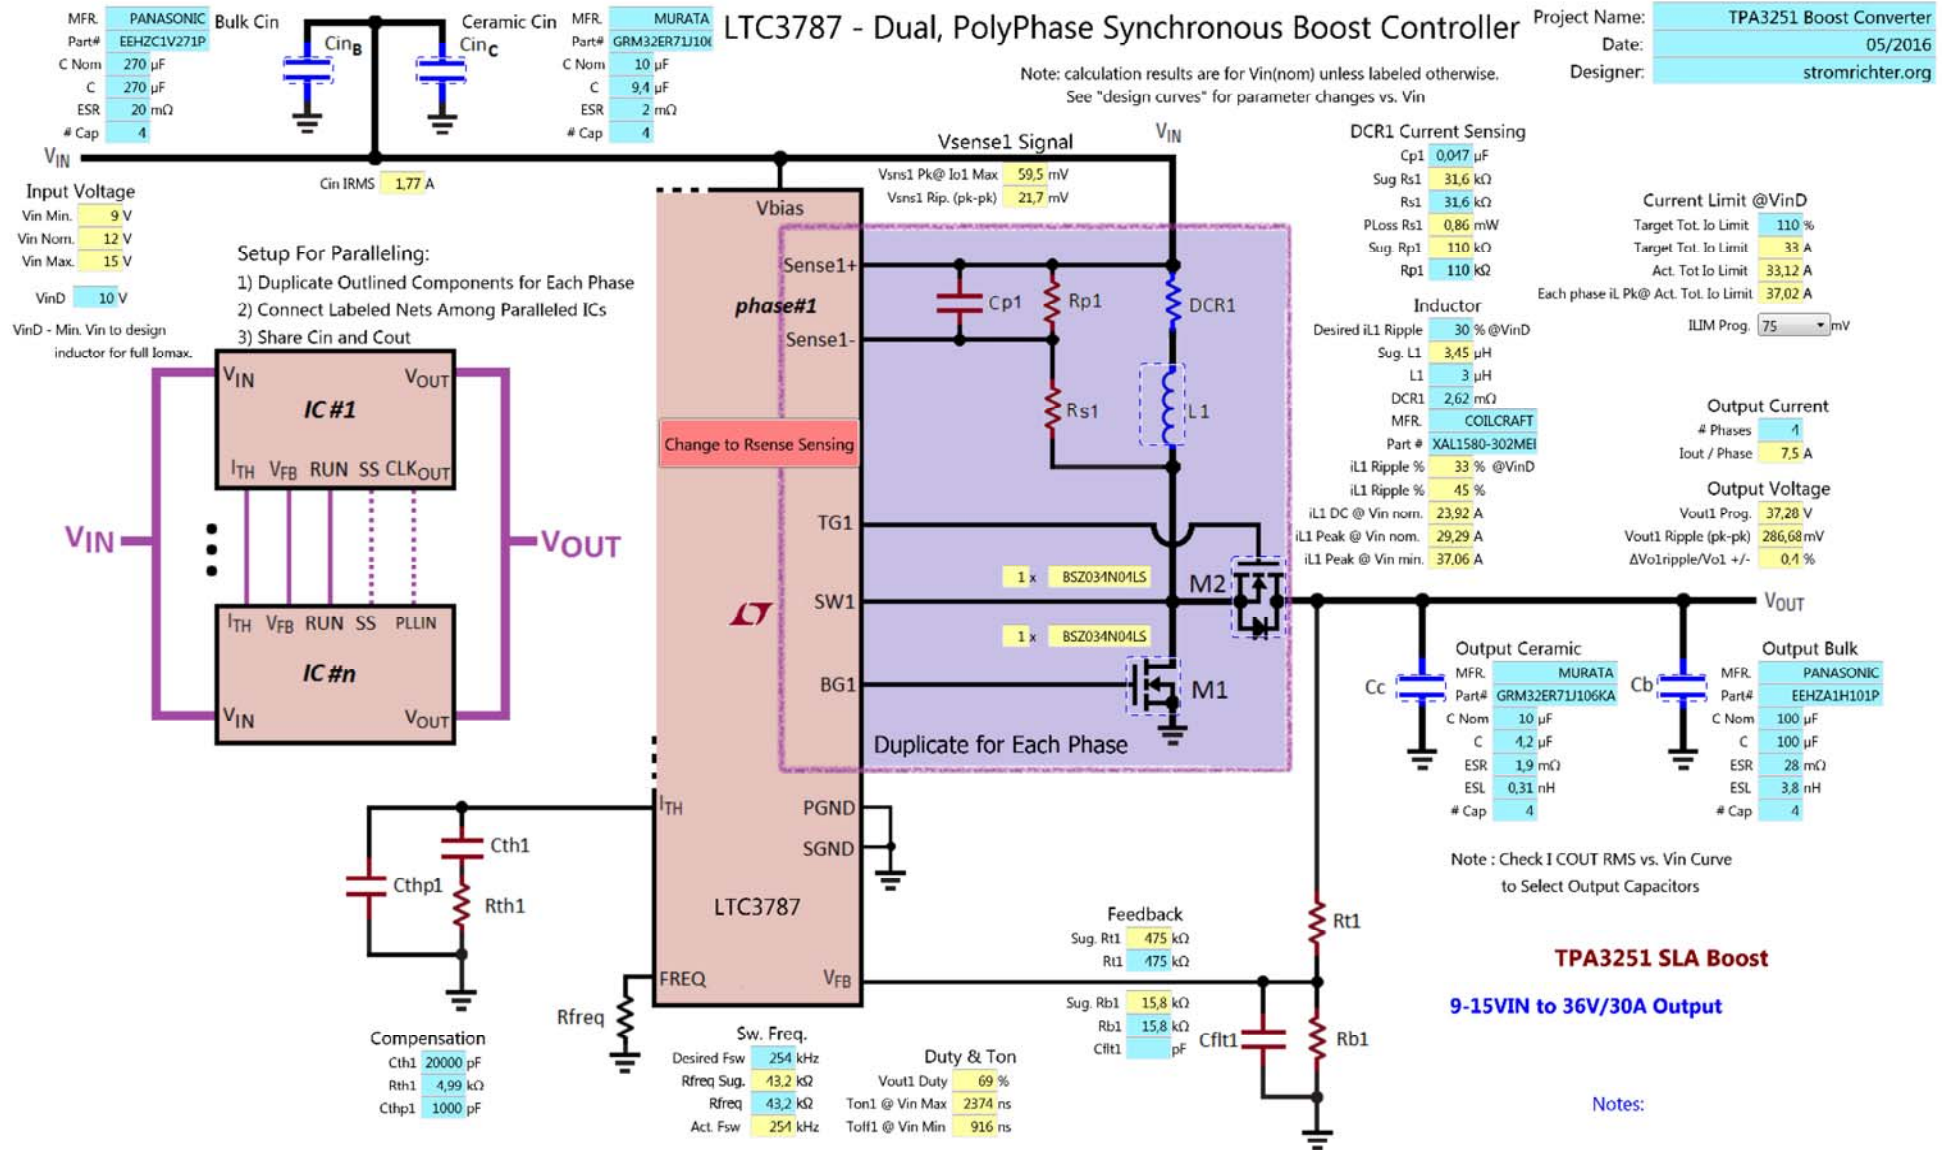 LTC3787 - Dual, PolyPhase Synchronous Boost Controller
Note: calculation results are for Vin(nom) unless labeled otherwise.
See "design curves" for parameter changes vs. Vin
Project Name: TPA3251 Boost Converter
Date: 05/2016
Designer: stromrichter.org
Bulk Cin
MFR. PANASONIC
Part# EEHZC1V271P
C Nom 270 µF
C 270 µF
ESR 20 mΩ
# Cap 4
CinB
CinC
Ceramic Cin
MFR. MURATA
Part# GRM32ER71J106
C Nom 10 µF
C 9,4 µF
ESR 2 mΩ
# Cap 4
VIN
Cin IRMS 1,77 A
Input Voltage
Vin Min. 9 V
Vin Nom. 12 V
Vin Max. 15 V
VinD 10 V
VinD - Min. Vin to design
inductor for full Iomax.
Setup For Paralleling:
1) Duplicate Outlined Components for Each Phase
2) Connect Labeled Nets Among Paralleled ICs
3) Share Cin and Cout
VIN VOUT
IC #1
ITH VFB RUN SS CLKOUT
VIN VOUT
ITH VFB RUN SS PLLIN
IC #n
VIN VOUT
Vsense1 Signal
Vsns1 Pk@ Io1 Max 59,5 mV
Vsns1 Rip. (pk-pk) 21,7 mV
VIN
Vbias
Sense1+
phase#1
Sense1-
Change to Rsense Sensing
TG1
SW1
BG1
PGND
SGND
ITH
LTC3787
FREQ
VFB
Cp1
Rp1
DCR1
Rs1
L1
1 x BSZ034N04LS
M2
1 x BSZ034N04LS
M1
Duplicate for Each Phase
DCR1 Current Sensing
Cp1 0,047 µF
Sug Rs1 31,6 kΩ
Rs1 31,6 kΩ
PLoss Rs1 0,86 mW
Sug. Rp1 110 kΩ
Rp1 110 kΩ
Inductor
Desired iL1 Ripple 30 % @VinD
Sug. L1 3,45 µH
L1 3 µH
DCR1 2,62 mΩ
MFR. COILCRAFT
Part # XAL1580-302ME
iL1 Ripple % 33 % @VinD
iL1 Ripple % 45 %
iL1 DC @ Vin nom. 23,92 A
iL1 Peak @ Vin nom. 29,29 A
iL1 Peak @ Vin min. 37,06 A
Current Limit @VinD
Target Tot. Io Limit 110 %
Target Tot. Io Limit 33 A
Act. Tot Io Limit 33,12 A
Each phase iL Pk@ Act. Tot. Io Limit 37,02 A
ILIM Prog. 75 mV
Output Current
# Phases 4
Iout / Phase 7,5 A
Output Voltage
Vout1 Prog. 37,28 V
Vout1 Ripple (pk-pk) 286,68 mV
ΔVo1ripple/Vo1 +/- 0,4 %
VOUT
Output Ceramic
Cc
MFR. MURATA
Part# GRM32ER71J106KA
C Nom 10 µF
C 4,2 µF
ESR 1,9 mΩ
ESL 0,31 nH
# Cap 4
Output Bulk
Cb
MFR. PANASONIC
Part# EEHZA1H101P
C Nom 100 µF
C 100 µF
ESR 28 mΩ
ESL 3,8 nH
# Cap 4
Note : Check I COUT RMS vs. Vin Curve
to Select Output Capacitors
Cth1
Cthp1
Rth1
Compensation
Cth1 20000 pF
Rth1 4,99 kΩ
Cthp1 1000 pF
Rfreq
Sw. Freq.
Desired Fsw 254 kHz
Rfreq Sug. 43,2 kΩ
Rfreq 43,2 kΩ
Act. Fsw 254 kHz
Duty & Ton
Vout1 Duty 69 %
Ton1 @ Vin Max 2374 ns
Toff1 @ Vin Min 916 ns
Feedback
Sug. Rt1 475 kΩ
Rt1 475 kΩ
Sug. Rb1 15,8 kΩ
Rb1 15,8 kΩ
Cflt1 pF
Rt1
Cflt1
Rb1
TPA3251 SLA Boost
9-15VIN to 36V/30A Output
Notes: